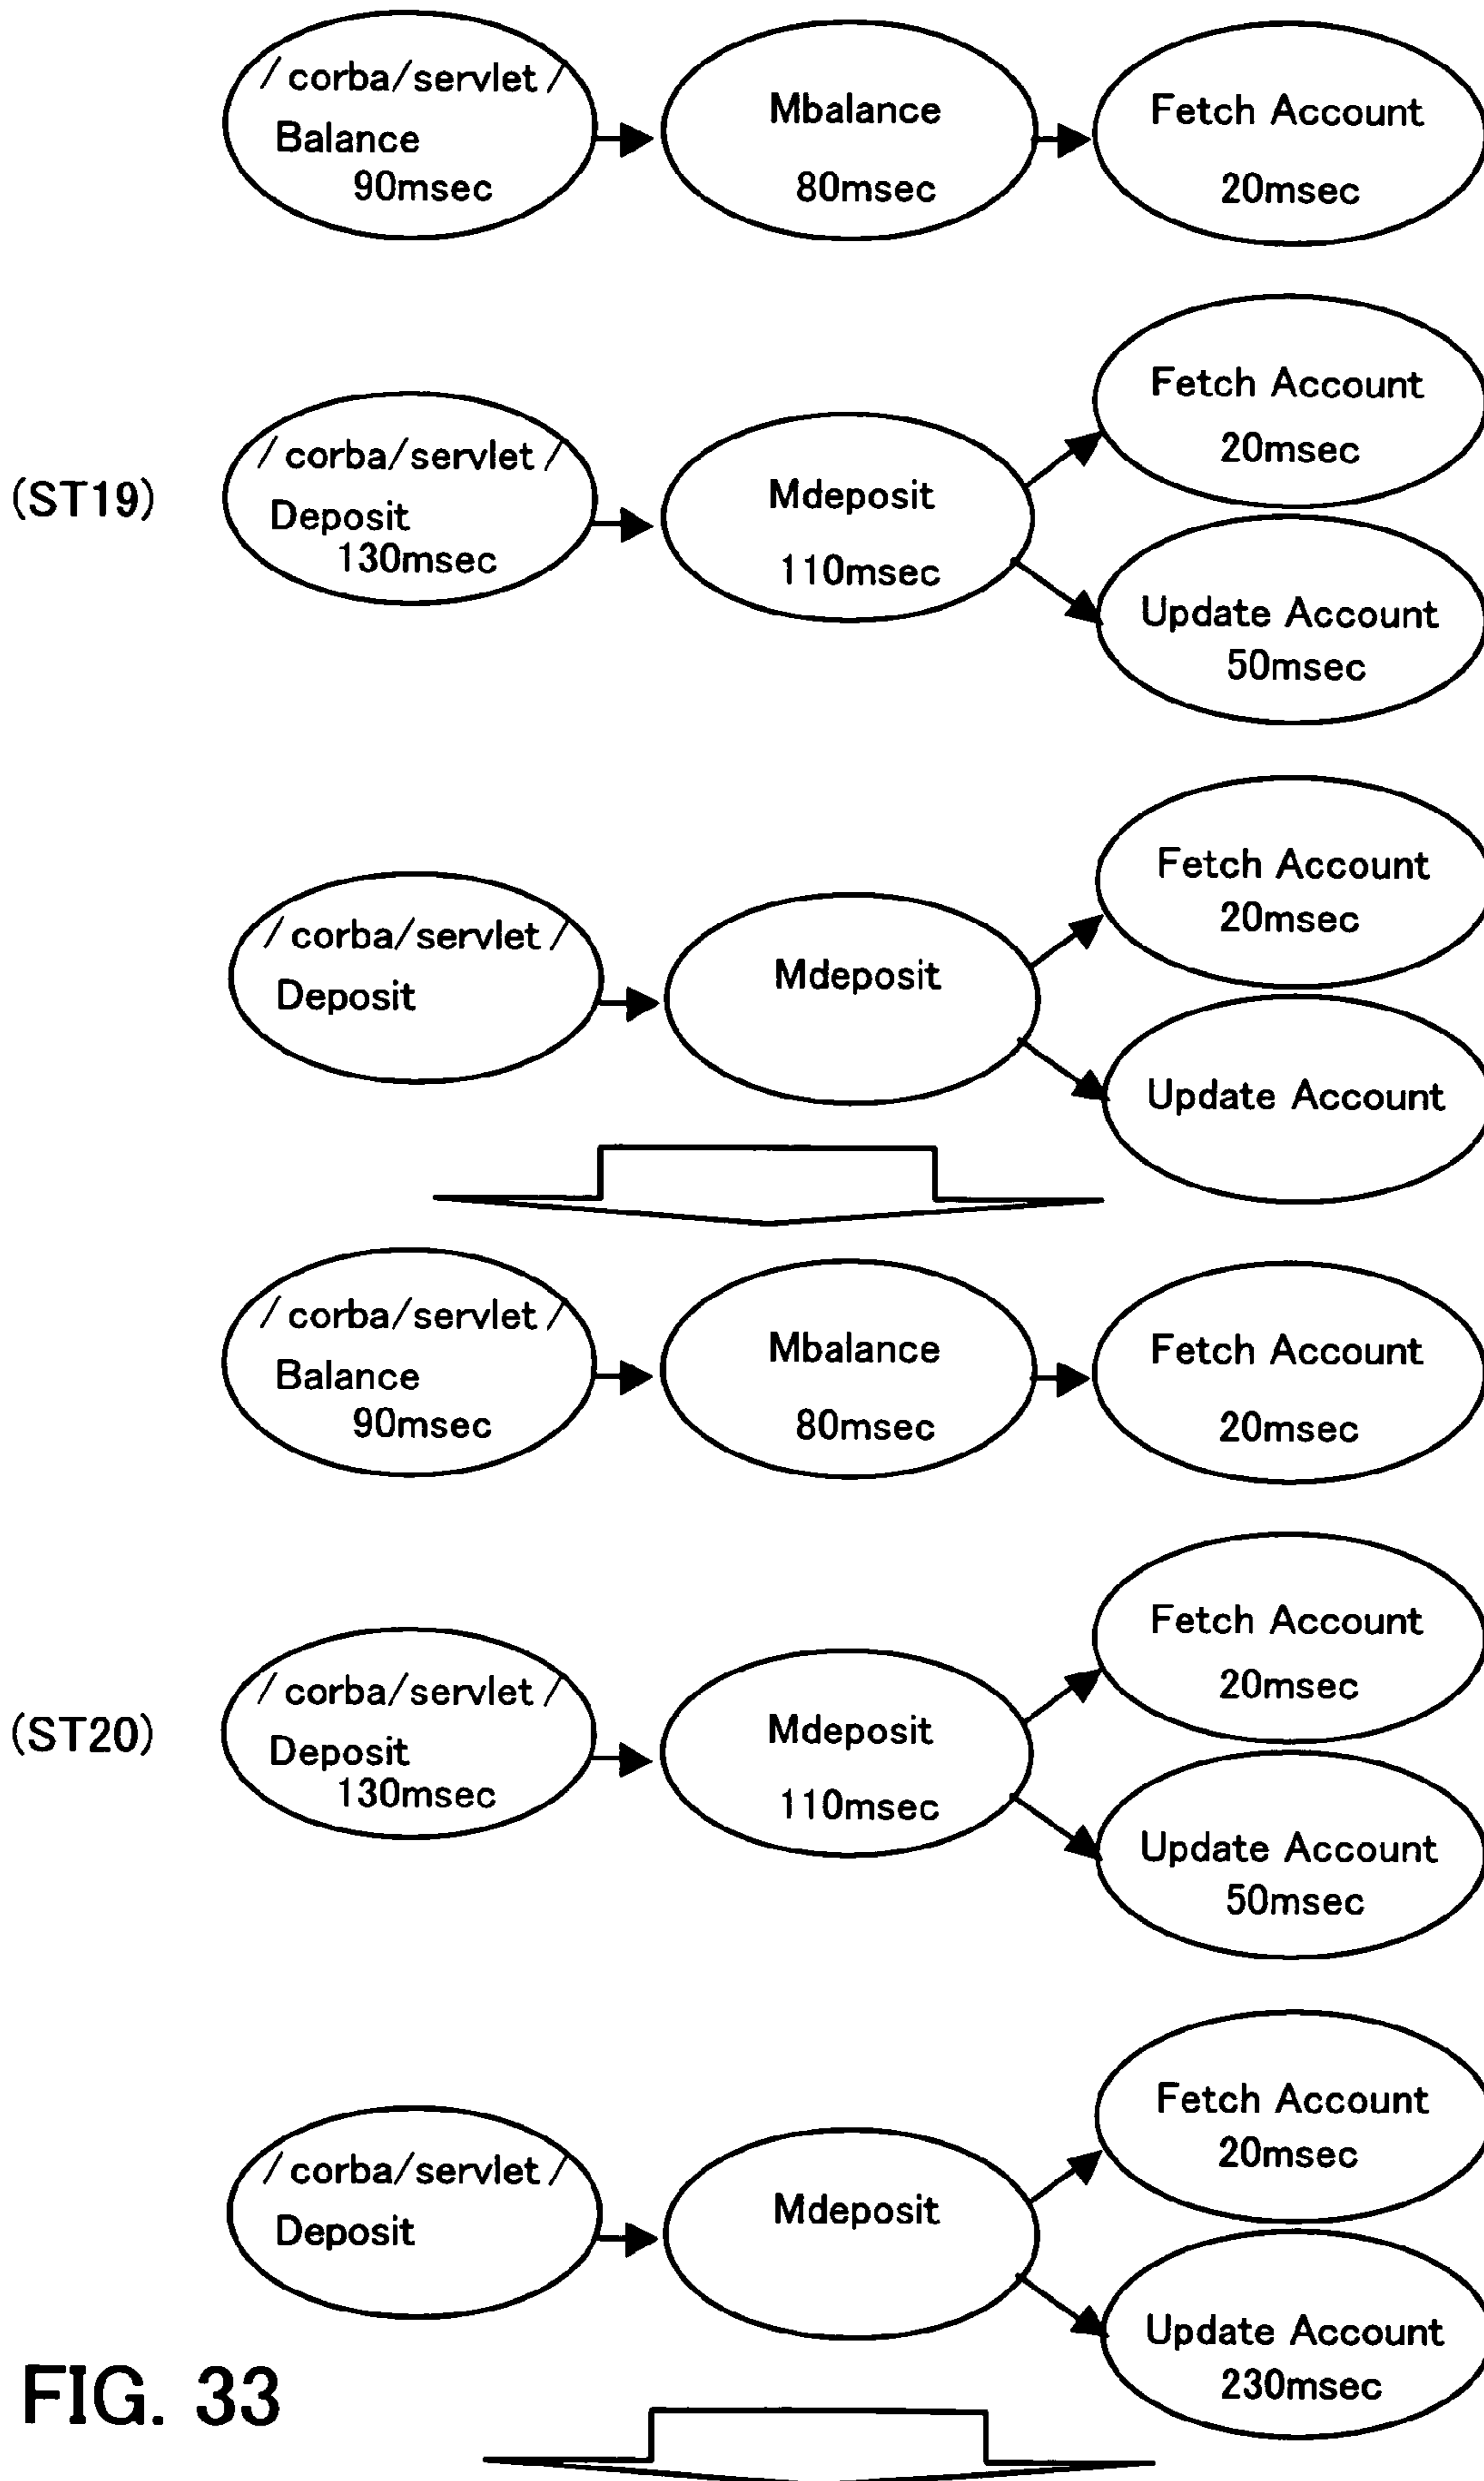 / corba/servlet /
Balance
90msec
Mbalance
80msec
Fetch Account
20msec
(ST19)
/ corba/servlet /
Deposit
130msec
Mdeposit
110msec
Fetch Account
20msec
Update Account
50msec
/ corba/servlet /
Deposit
Mdeposit
Fetch Account
20msec
Update Account
/ corba/servlet /
Balance
90msec
Mbalance
80msec
Fetch Account
20msec
(ST20)
/ corba/servlet /
Deposit
130msec
Mdeposit
110msec
Fetch Account
20msec
Update Account
50msec
/ corba/servlet /
Deposit
Mdeposit
Fetch Account
20msec
Update Account
230msec
FIG. 33